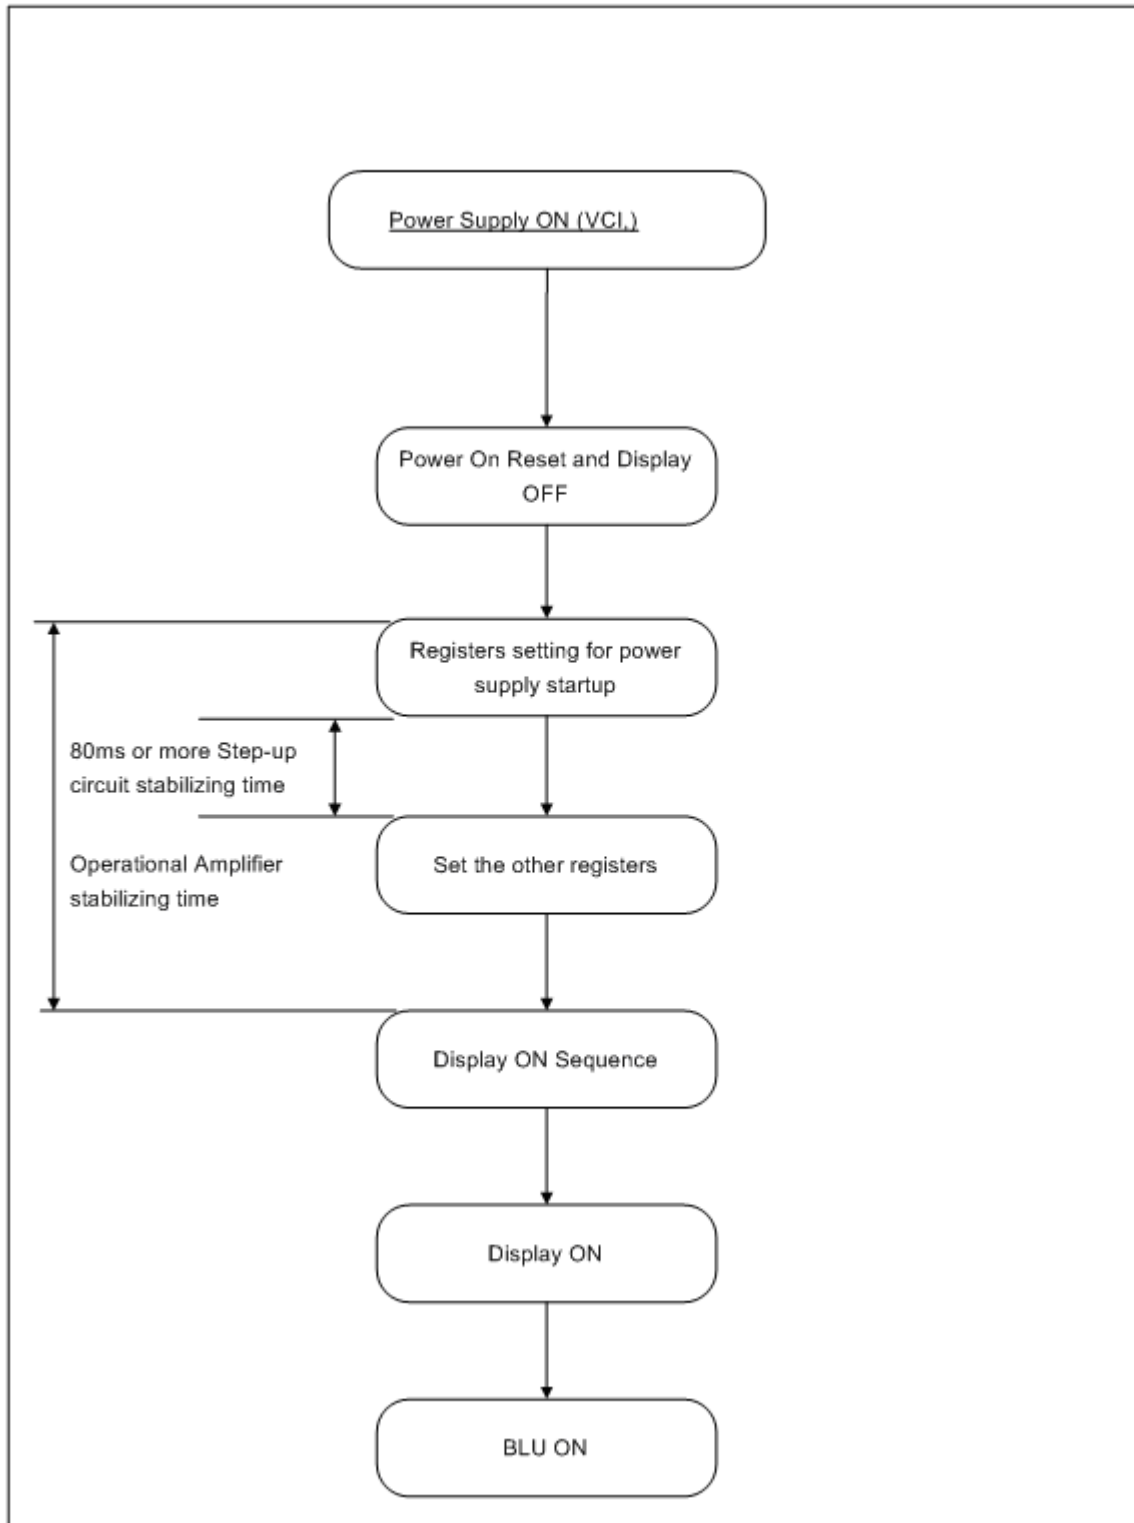 Power Supply ON (VCI,)
Power On Reset and Display
OFF
Registers setting for power
supply startup
80ms or more Step-up
circuit stabilizing time
Operational Amplifier
stabilizing time
Set the other registers
Display ON Sequence
Display ON
BLU ON